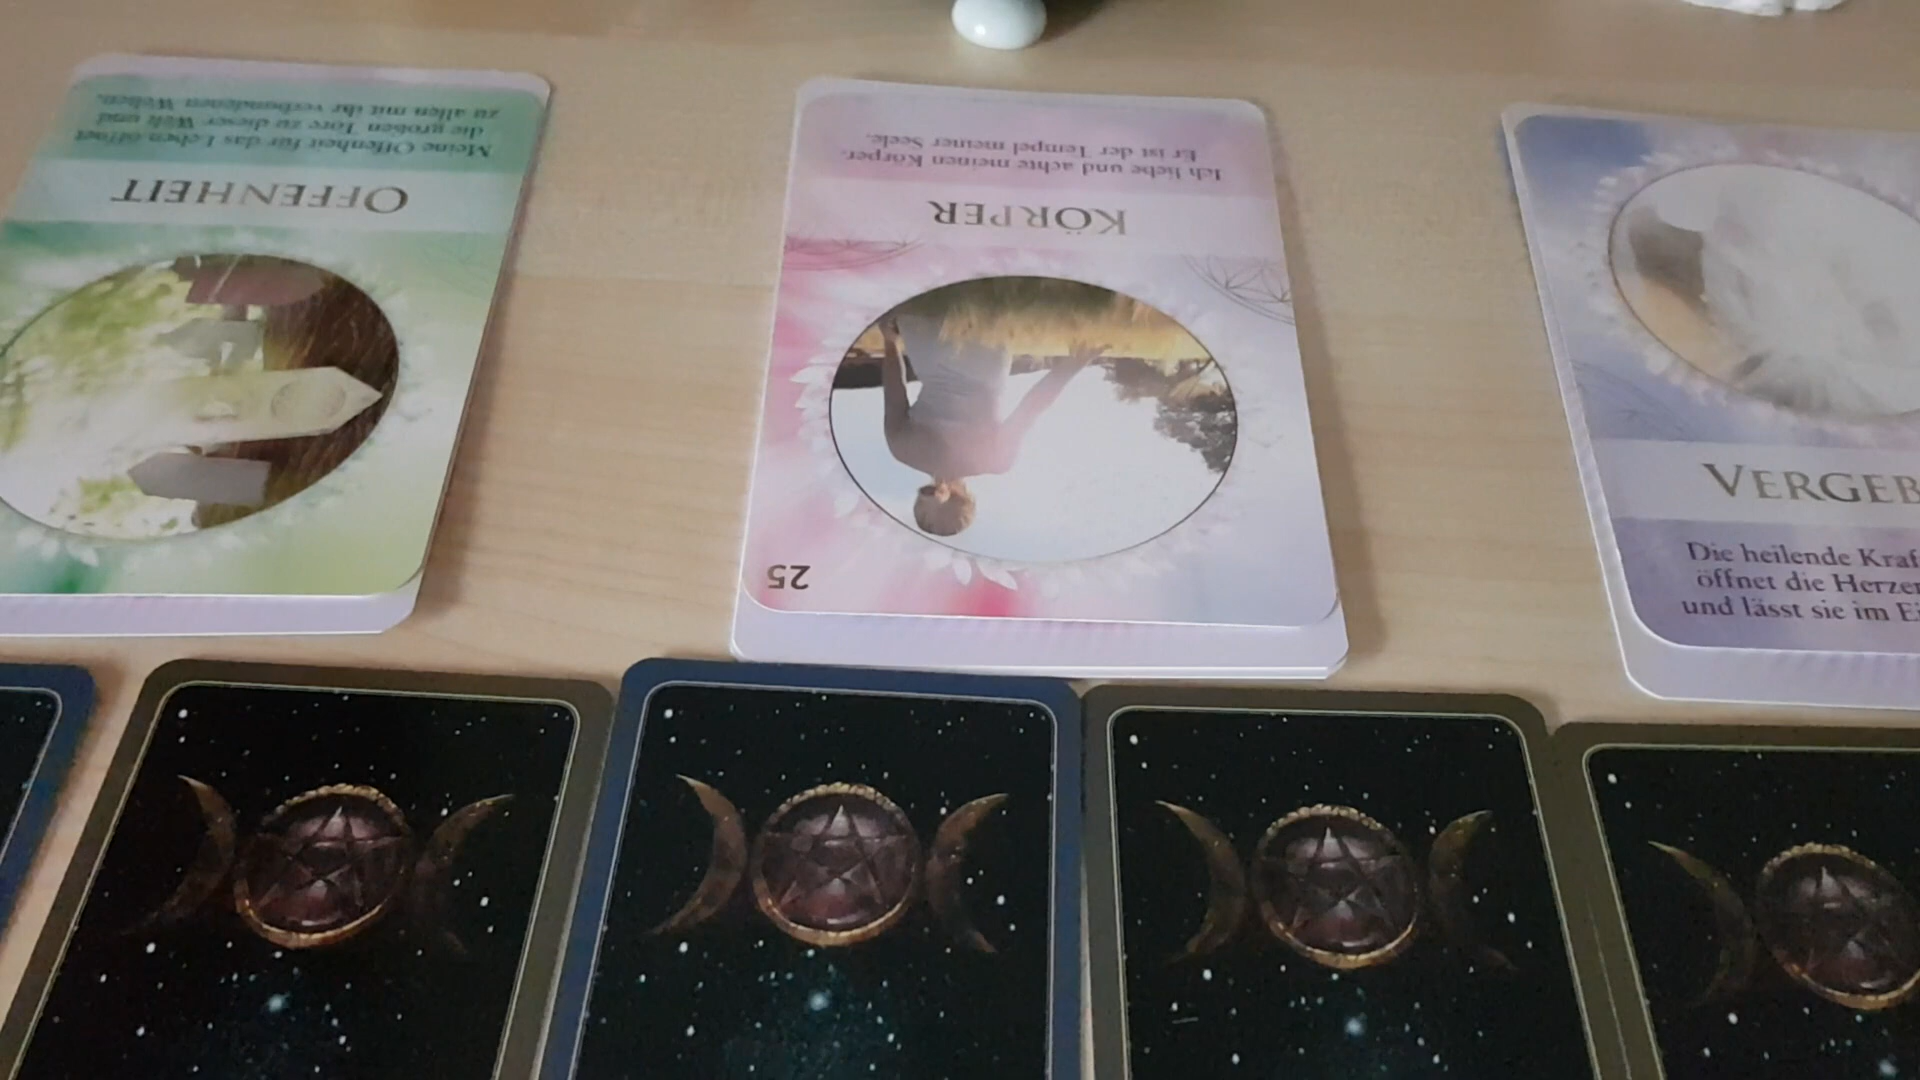 OFFENHEIT
Meine Offenheit für das Leben öffnet
die großen Tore zu dieser Welt und
zu allen mit ihr verbundenen Welten.
25
KÖRPER
Ich liebe und achte meinen Körper.
Er ist der Tempel meiner Seele.
VERGEB
Die heilende Kraf
öffnet die Herzen
und lässt sie im Ei